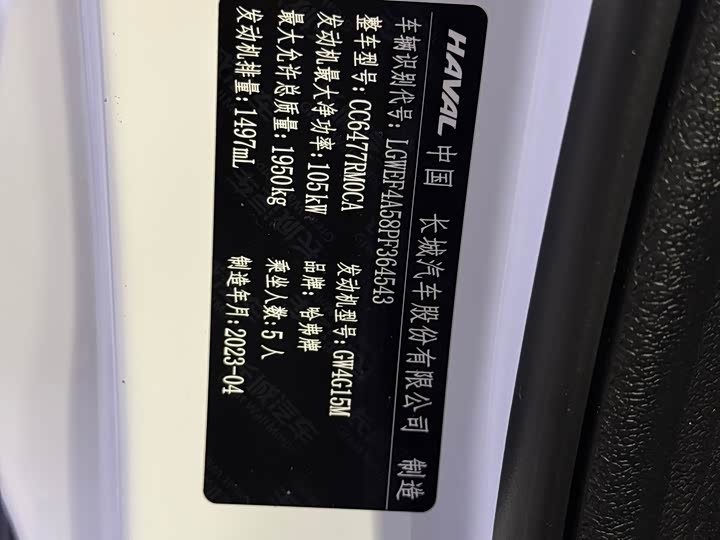 HAVAL 中国 长城汽车股份有限公司 制造
车辆识别代号: LGWEF4A58PF364543
整车型号: CC6477RM0CA 发动机型号: GW4G15M
发动机最大净功率: 105kW 品牌: 哈弗牌
最大允许总质量: 1950kg 乘坐人数: 5人
发动机排量: 1497mL 制造年月: 2023-04